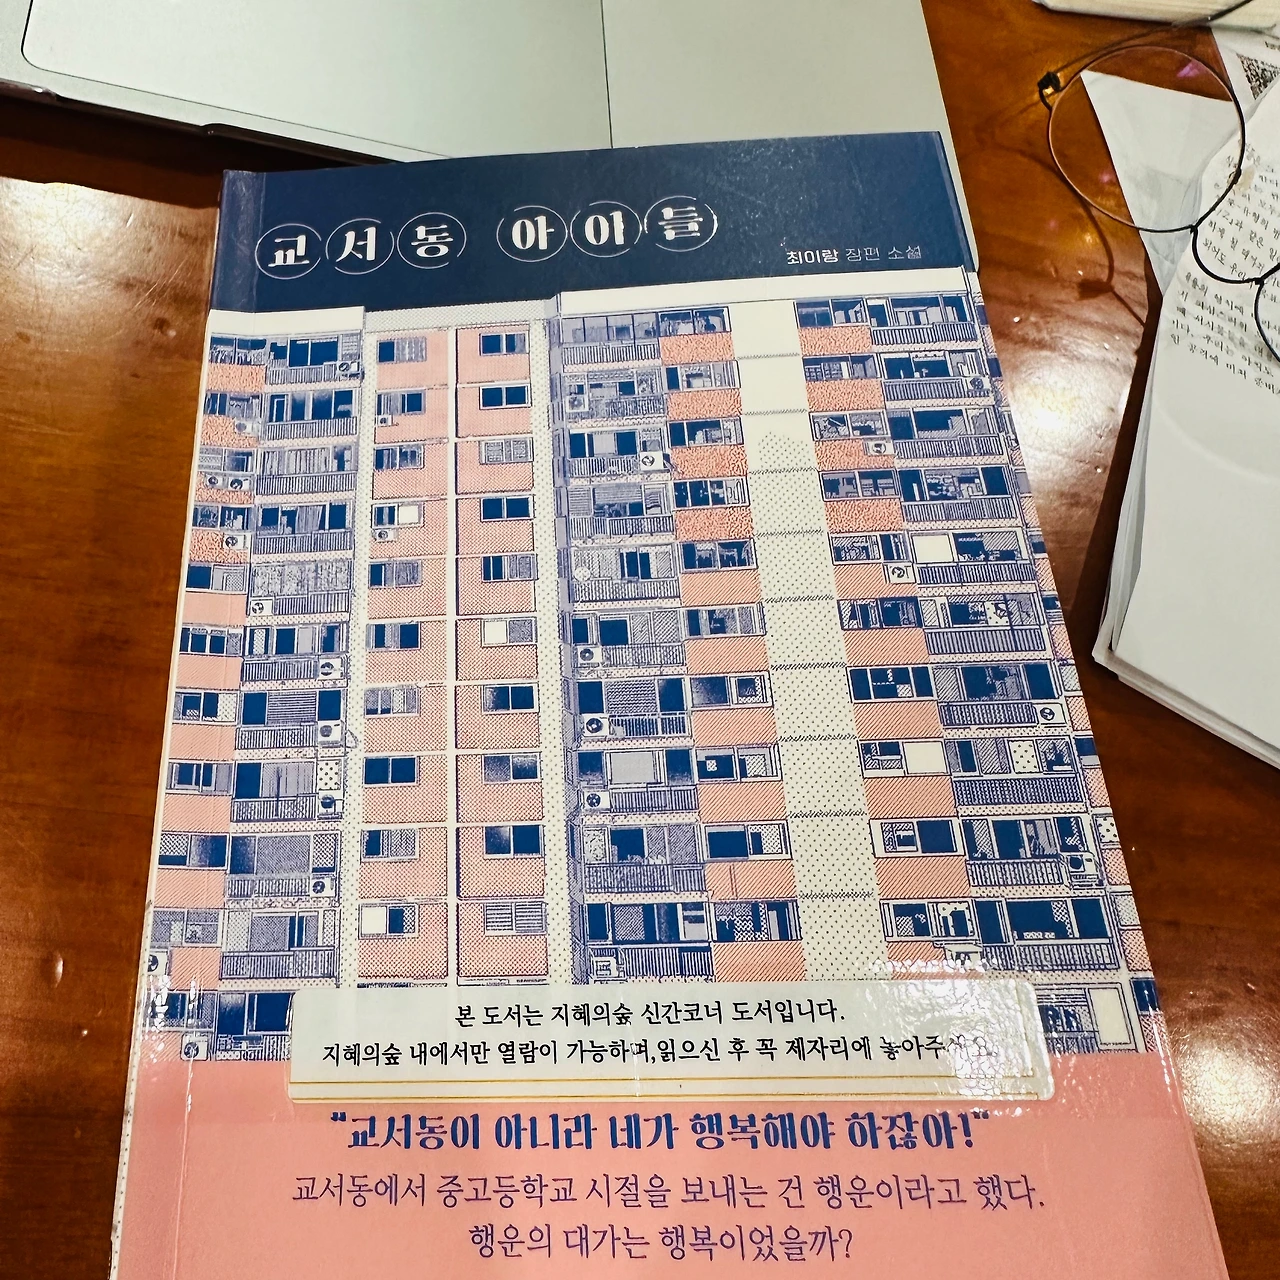 교서동 아이들
최이랑 장편 소설
본 도서는 지혜의숲 신간코너 도서입니다.
지혜의숲 내에서만 열람이 가능하며,읽으신 후 꼭 제자리에 놓아주세요.
“교서동이 아니라 네가 행복해야 하잖아!”
교서동에서 중고등학교 시절을 보내는 건 행운이라고 했다.
행운의 대가는 행복이었을까?